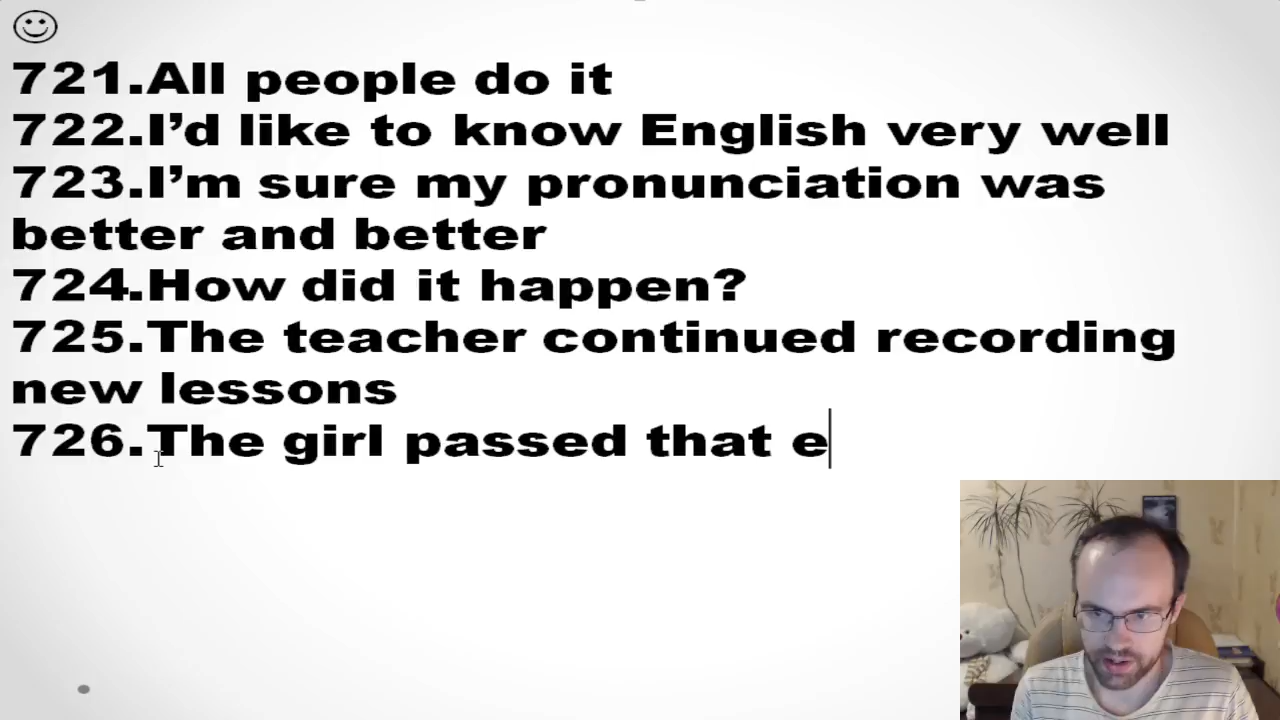 721.All people do it
722.I’d like to know English very well
723.I’m sure my pronunciation was
better and better
724.How did it happen?
725.The teacher continued recording
new lessons
726.The girl passed that e